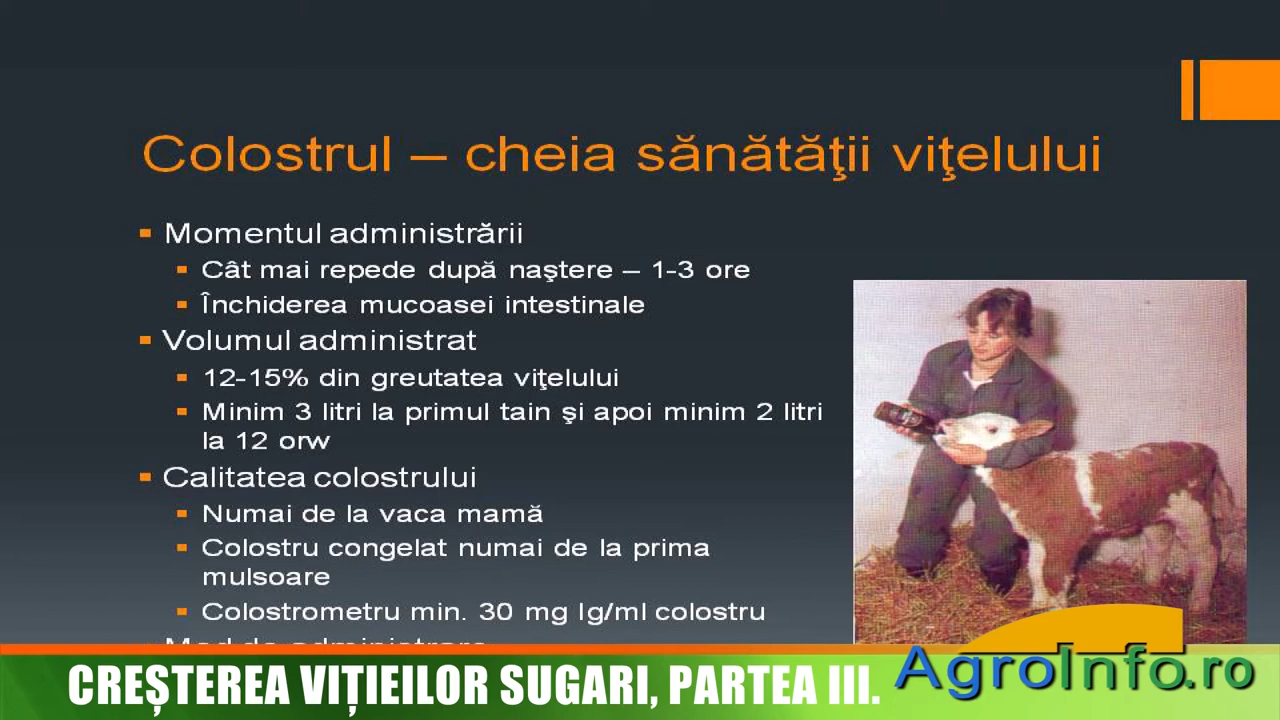 Colostrul – cheia sănătăţii viţelului
Momentul administrării
Cât mai repede după naştere – 1-3 ore
Închiderea mucoasei intestinale
Volumul administrat
12-15% din greutatea viţelului
Minim 3 litri la primul tain şi apoi minim 2 litri
la 12 orw
Calitatea colostrului
Numai de la vaca mamă
Colostru congelat numai de la prima
mulsoare
Colostrometru min. 30 mg Ig/ml colostru
Mod de administrare
CREȘTEREA VIȚIEILOR SUGARI, PARTEA III.
AgroInfo.ro